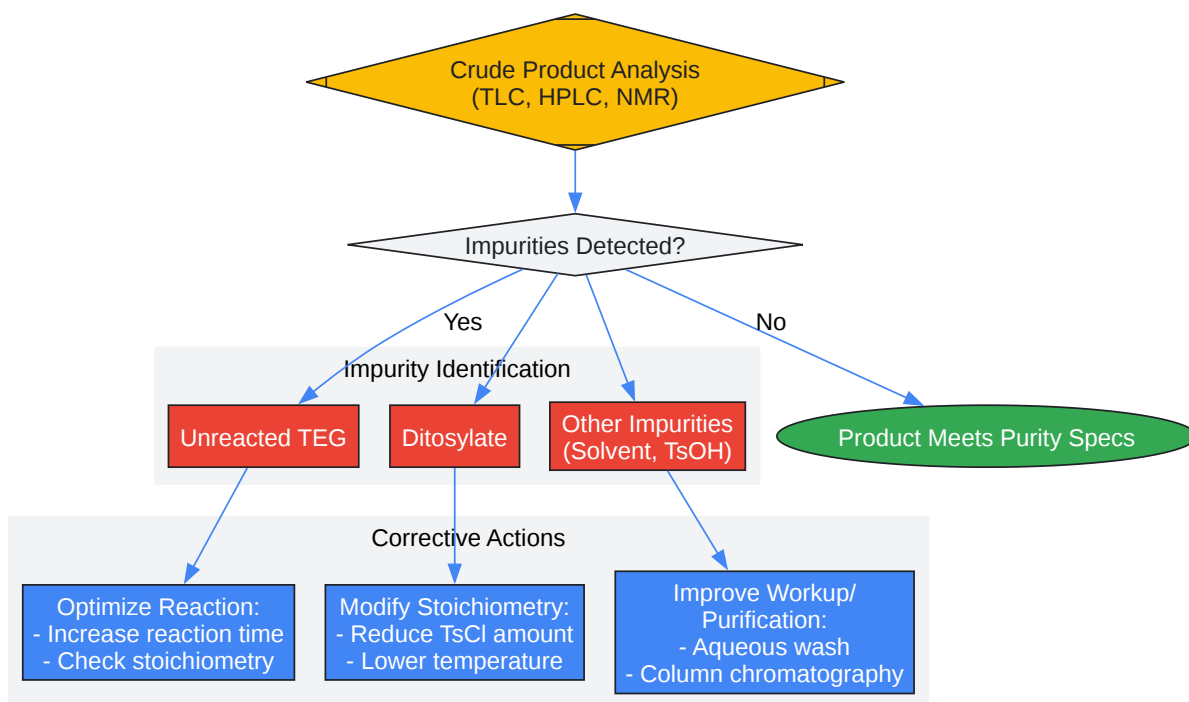 Crude Product Analysis
(TLC, HPLC, NMR)
Impurities Detected?
Yes
No
Impurity Identification
Unreacted TEG
Ditosylate
Other Impurities
(Solvent, TsOH)
Product Meets Purity Specs
Corrective Actions
Optimize Reaction:
- Increase reaction time
- Check stoichiometry
Modify Stoichiometry:
- Reduce TsCl amount
- Lower temperature
Improve Workup/
Purification:
- Aqueous wash
- Column chromatography